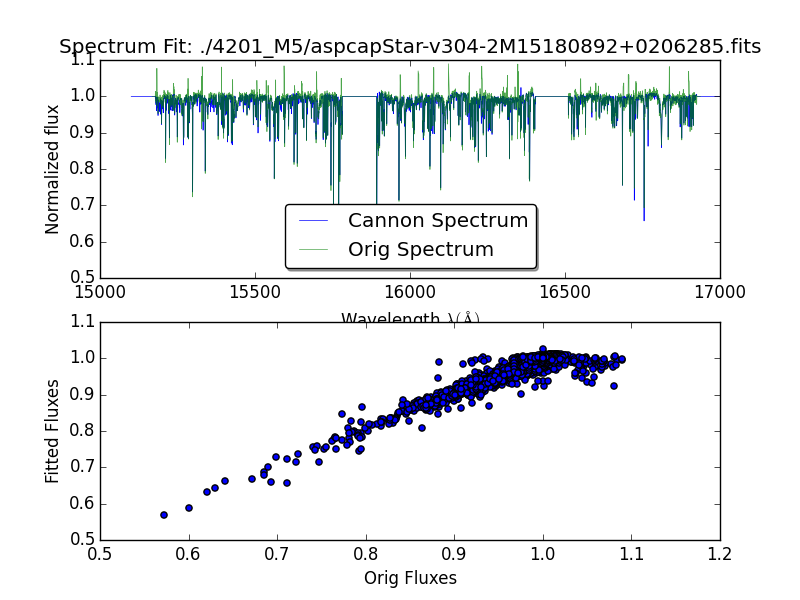 Spectrum Fit: ./4201_M5/aspcapStar-v304-2M15180892+0206285.fits
1.1
1.0
0.9
0.8
0.7
0.6
0.5
Normalized flux
Cannon Spectrum
Orig Spectrum
15000 15500 16000 16500 17000
Wavelength λ(Å)
1.1
1.0
0.9
0.8
0.7
0.6
0.5
Fitted Fluxes
0.5 0.6 0.7 0.8 0.9 1.0 1.1 1.2
Orig Fluxes